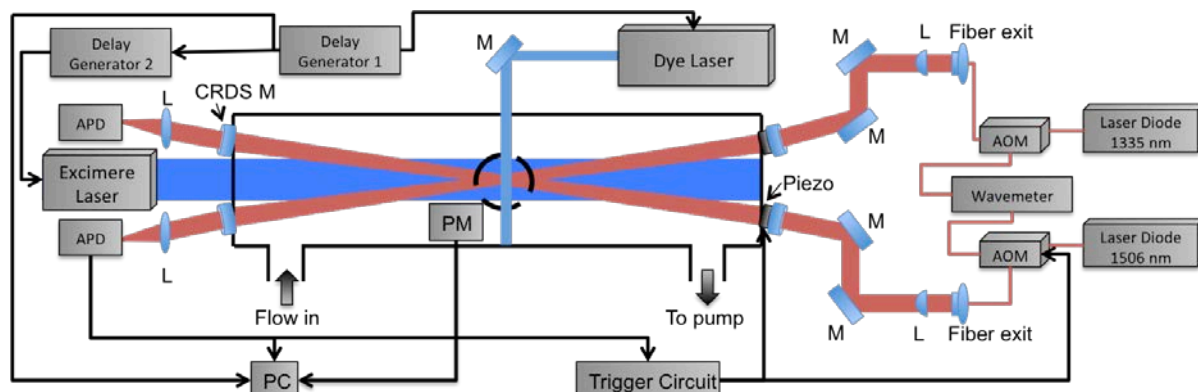 Delay
Generator 2
Delay
Generator 1
M
Dye Laser
M
L
Fiber exit
L
CRDS M
APD
M
AOM
Laser Diode
1335 nm
Excimere
Laser
Piezo
Wavemeter
APD
PM
M
AOM
Laser Diode
1506 nm
L
Flow in
To pump
M
L
Fiber exit
PC
Trigger Circuit